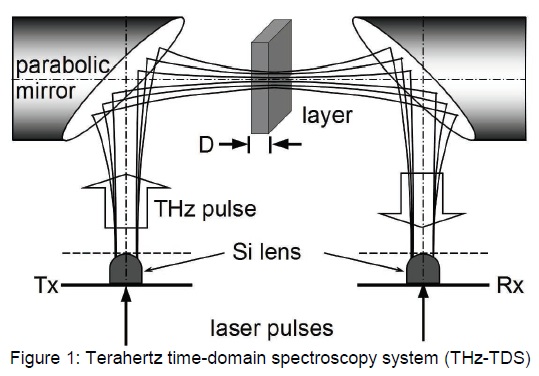 parabolic
mirror
layer
D
THz pulse
Si lens
Tx
Rx
laser pulses
Figure 1: Terahertz time-domain spectroscopy system (THz-TDS)